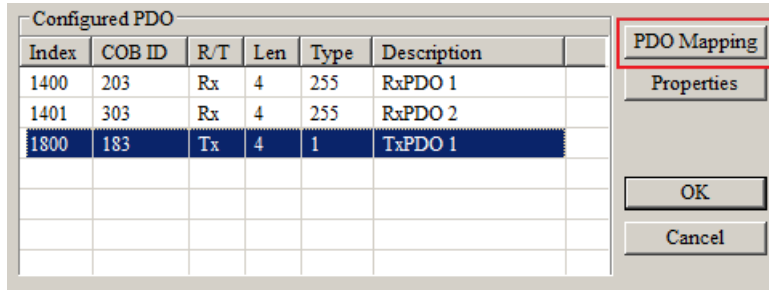 Configured PDO
Index COB ID R/T Len Type Description
1400 203 Rx 4 255 RxPDO 1
1401 303 Rx 4 255 RxPDO 2
1800 183 Tx 4 1 TxPDO 1
PDO Mapping
Properties
OK
Cancel